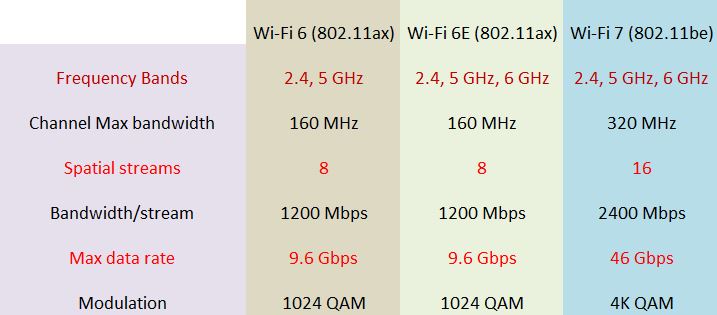 Wi-Fi 6 (802.11ax) Wi-Fi 6E (802.11ax) Wi-Fi 7 (802.11be)
Frequency Bands 2.4, 5 GHz 2.4, 5 GHz, 6 GHz 2.4, 5 GHz, 6 GHz
Channel Max bandwidth 160 MHz 160 MHz 320 MHz
Spatial streams 8 8 16
Bandwidth/stream 1200 Mbps 1200 Mbps 2400 Mbps
Max data rate 9.6 Gbps 9.6 Gbps 46 Gbps
Modulation 1024 QAM 1024 QAM 4K QAM